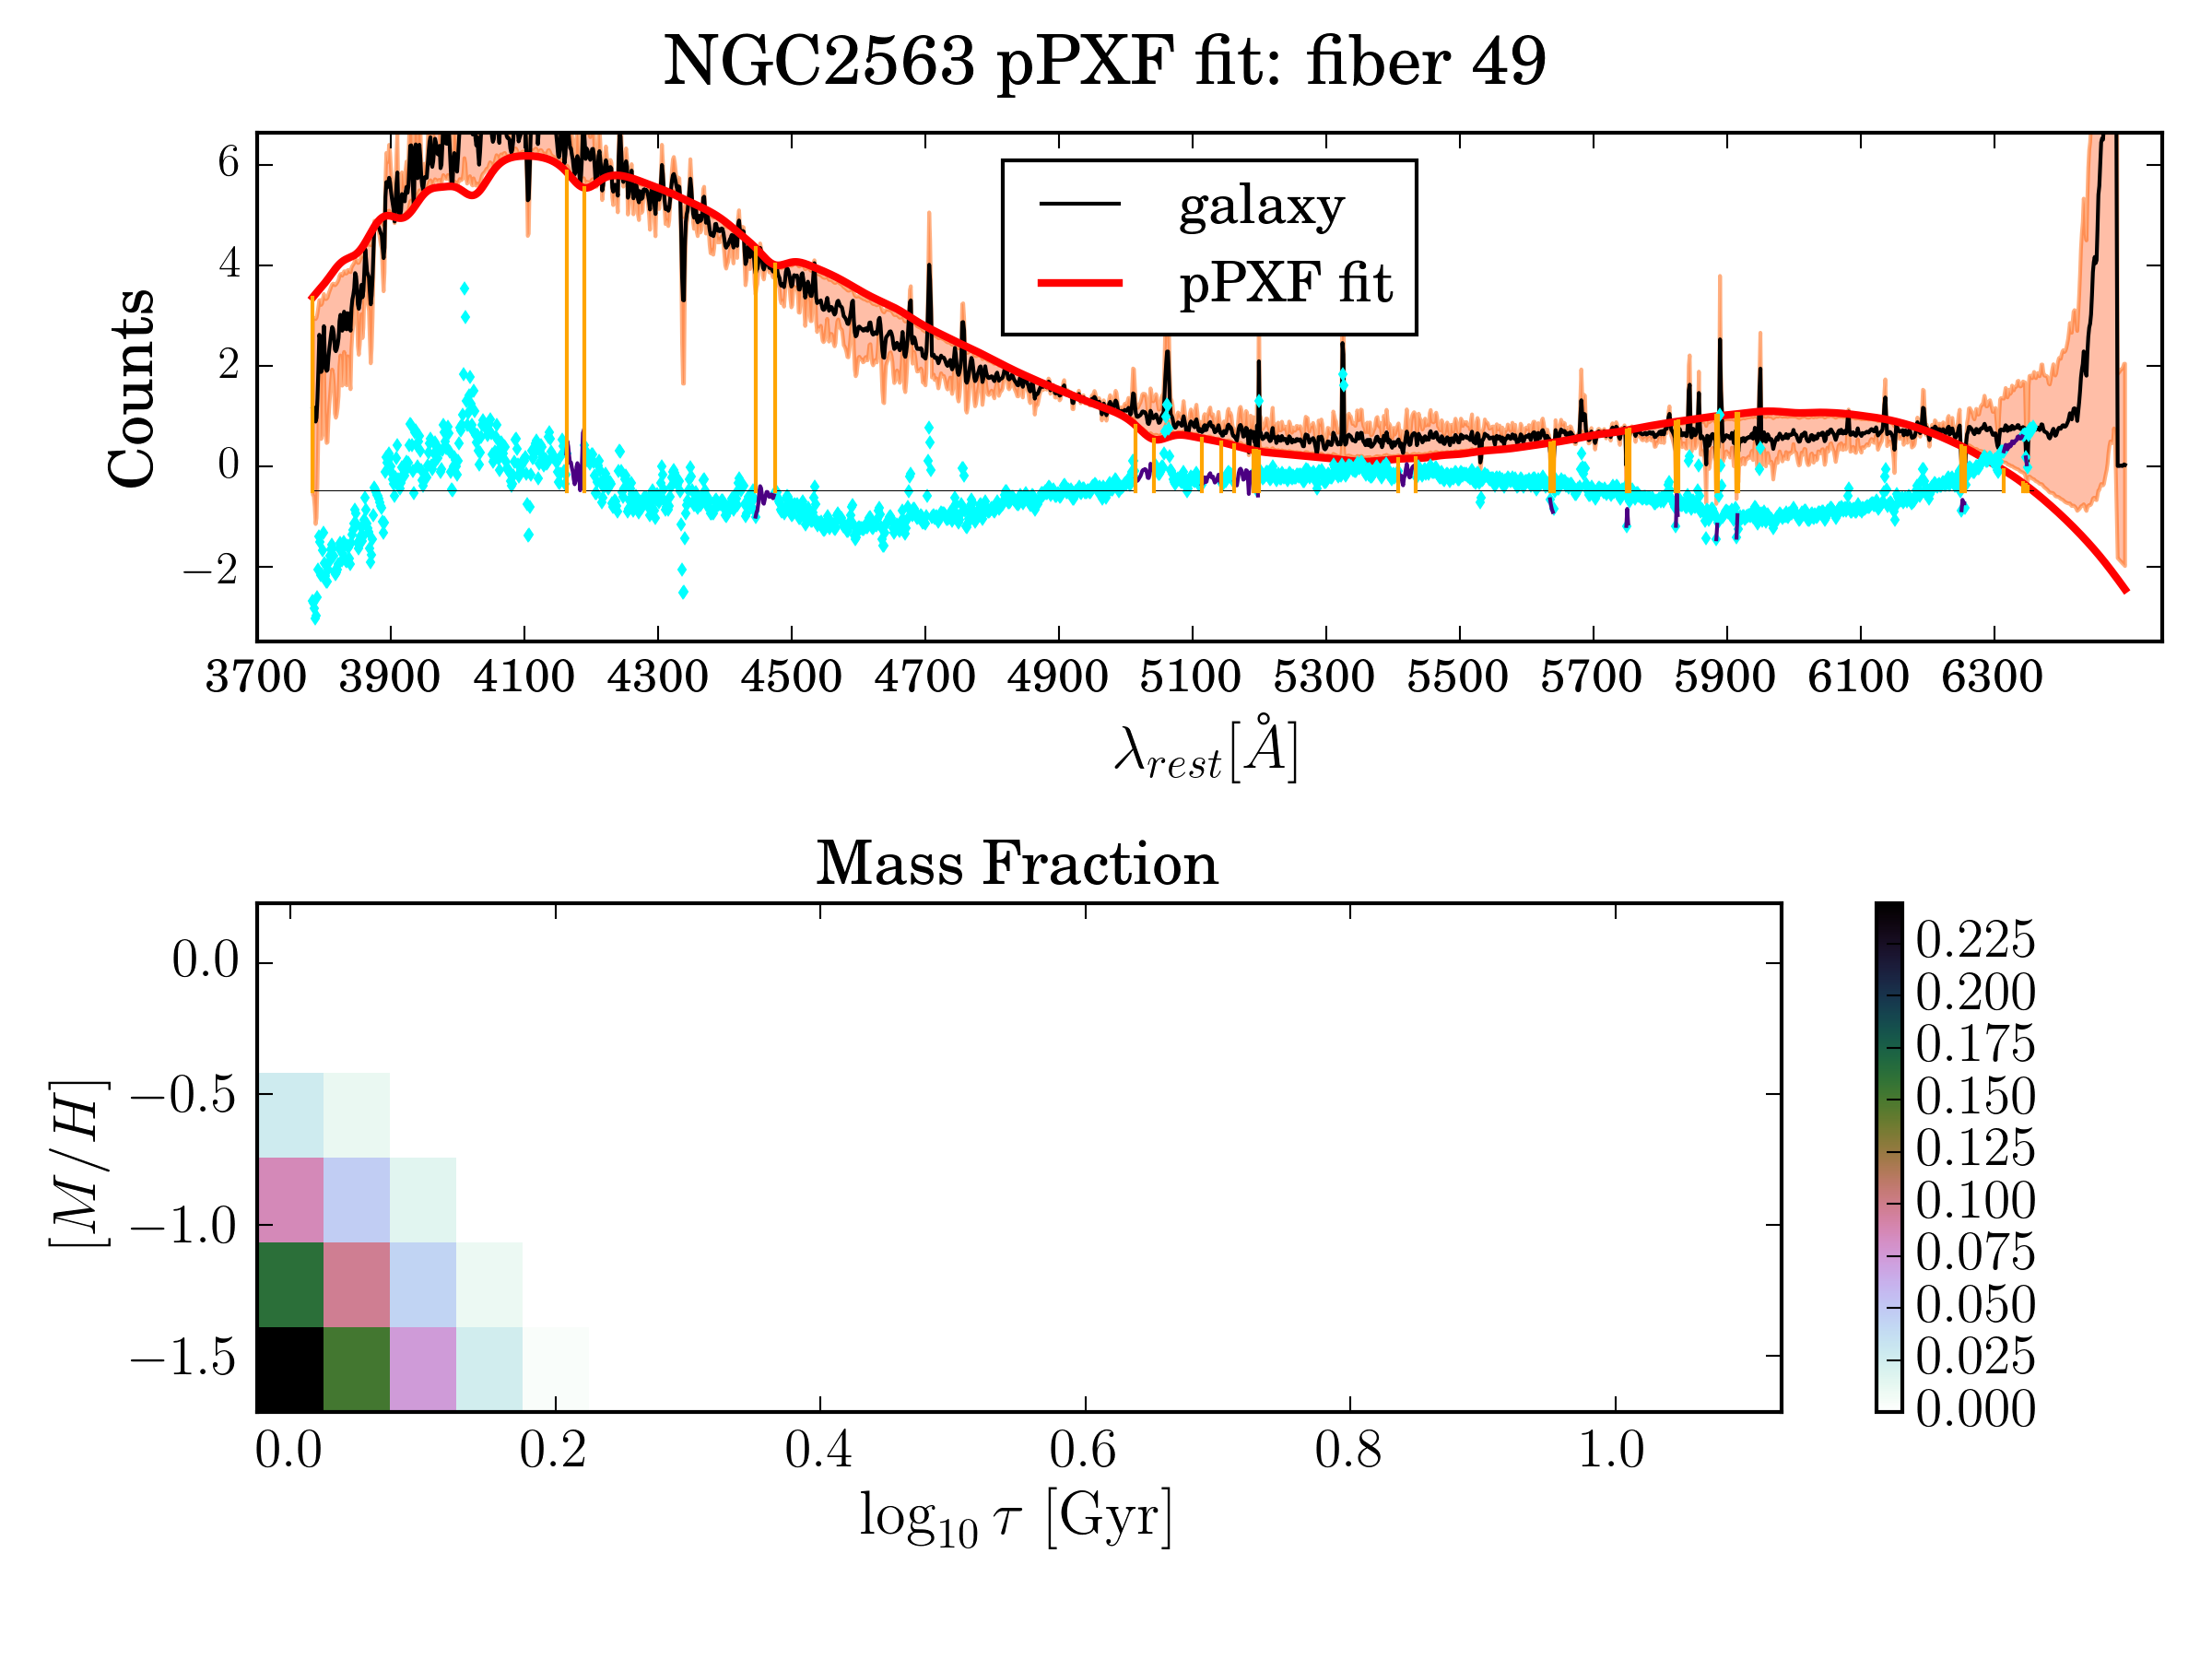 NGC2563 pPXF fit: fiber 49
Counts
6
4
2
0
−2
galaxy
pPXF fit
3700 3900 4100 4300 4500 4700 4900 5100 5300 5500 5700 5900 6100 6300
λrest[Å]
Mass Fraction
[M/H]
0.0
−0.5
−1.0
−1.5
0.0 0.2 0.4 0.6 0.8 1.0
log10 τ [Gyr]
0.225
0.200
0.175
0.150
0.125
0.100
0.075
0.050
0.025
0.000